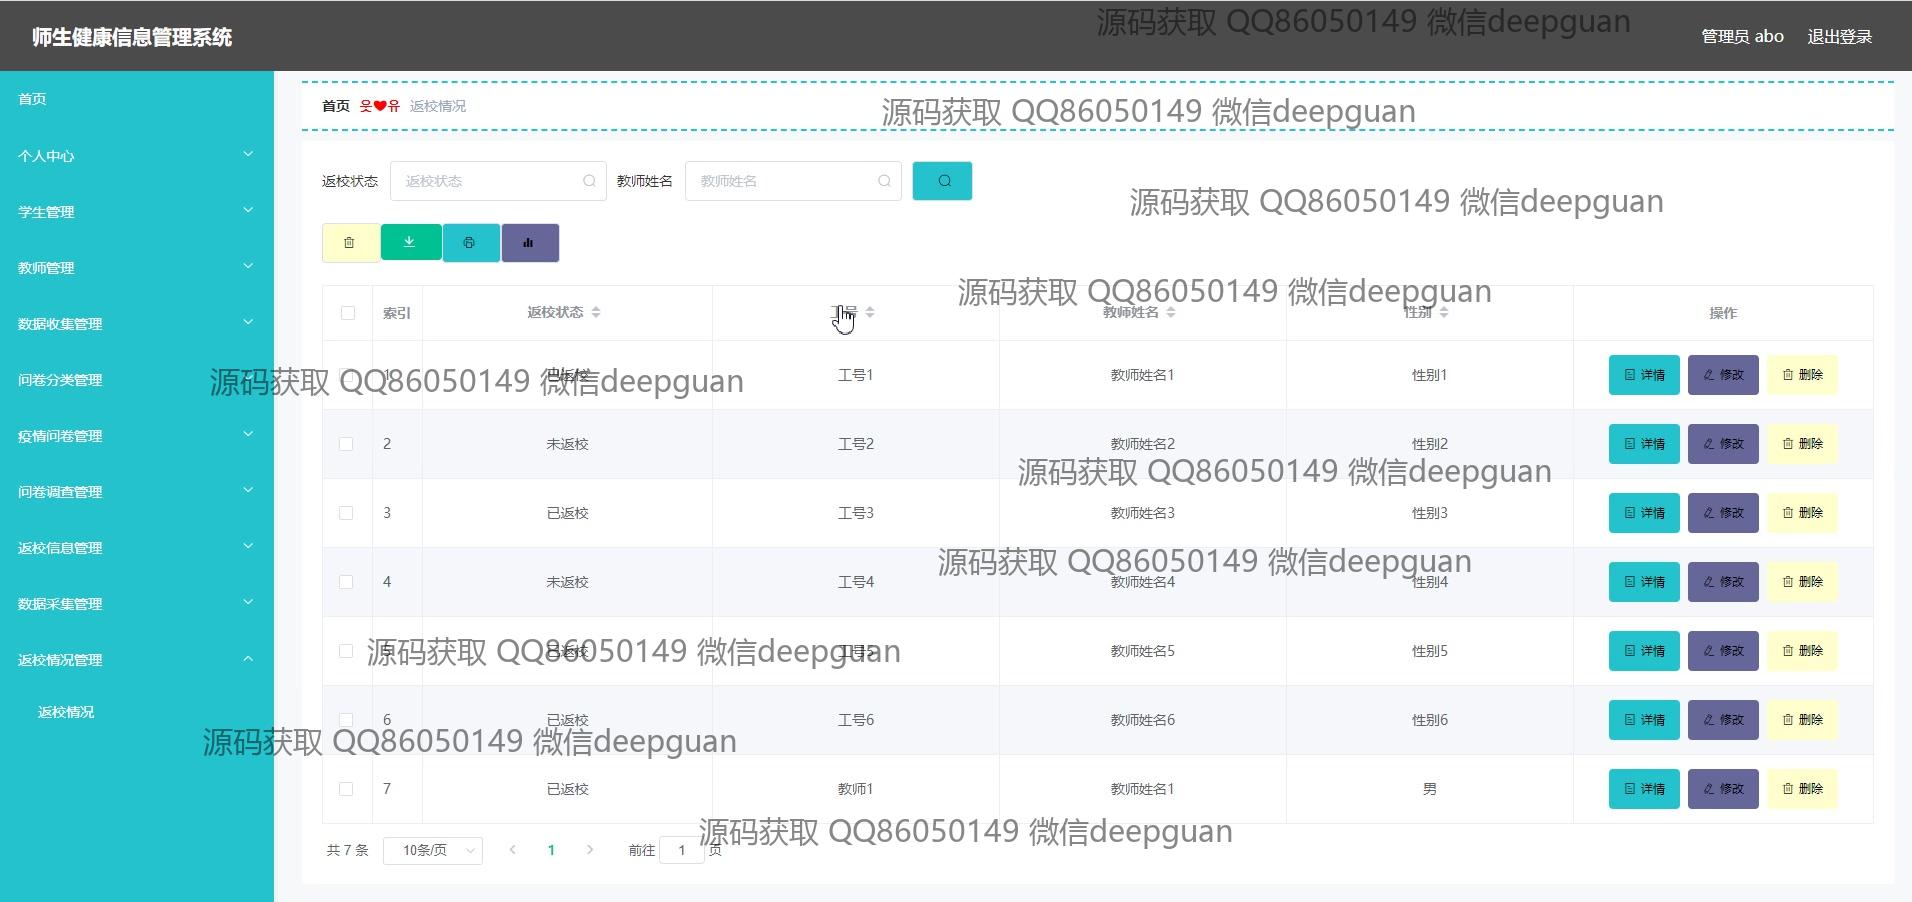 源码获取 QQ86050149 微信deepguan
师生健康信息管理系统
管理员 abo 退出登录
首页
首页 웃❤유 返校情况
源码获取 QQ86050149 微信deepguan
个人中心
返校状态 返校状态 教师姓名 教师姓名
源码获取 QQ86050149 微信deepguan
学生管理
教师管理
源码获取 QQ86050149 微信deepguan
索引 返校状态 工号 教师姓名 性别 操作
数据收集管理
问卷分类管理
1 已返校 工号1 教师姓名1 性别1 详情 修改 删除
源码获取 QQ86050149 微信deepguan
疫情问卷管理
2 未返校 工号2 教师姓名2 性别2 详情 修改 删除
源码获取 QQ86050149 微信deepguan
问卷调查管理
3 已返校 工号3 教师姓名3 性别3 详情 修改 删除
返校信息管理
源码获取 QQ86050149 微信deepguan
4 未返校 工号4 教师姓名4 性别4 详情 修改 删除
数据采集管理
5 已返校 工号5 教师姓名5 性别5 详情 修改 删除
源码获取 QQ86050149 微信deepguan
返校情况管理
返校情况
6 已返校 工号6 教师姓名6 性别6 详情 修改 删除
源码获取 QQ86050149 微信deepguan
7 已返校 教师1 教师姓名1 男 详情 修改 删除
源码获取 QQ86050149 微信deepguan
共 7 条 10条/页 1 前往 1 页